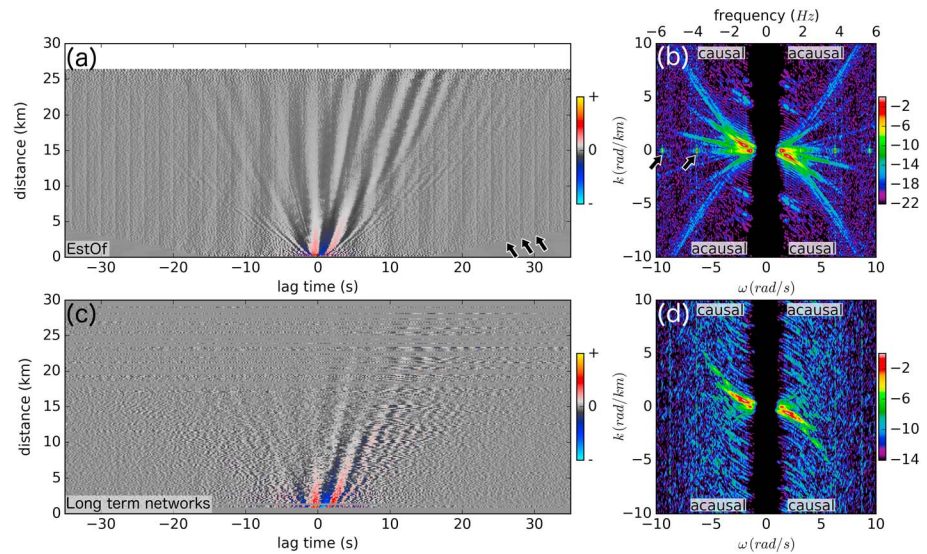 frequency (Hz)
−6 −4 −2 0 2 4 6
(a)
30
25
20
15
10
5
0
distance (km)
EstOf
−30 −20 −10 0 10 20 30
lag time (s)
+
0
-
(b)
causal
acausal
acausal
causal
10
5
0
−5
−10
k (rad/km)
−10 −5 0 5 10
ω (rad/s)
−2
−6
−10
−14
−18
−22
(c)
30
25
20
15
10
5
0
distance (km)
Long term networks
−30 −20 −10 0 10 20 30
lag time (s)
+
0
-
(d)
causal
acausal
acausal
causal
10
5
0
−5
−10
k (rad/km)
−10 −5 0 5 10
ω (rad/s)
−2
−6
−10
−14